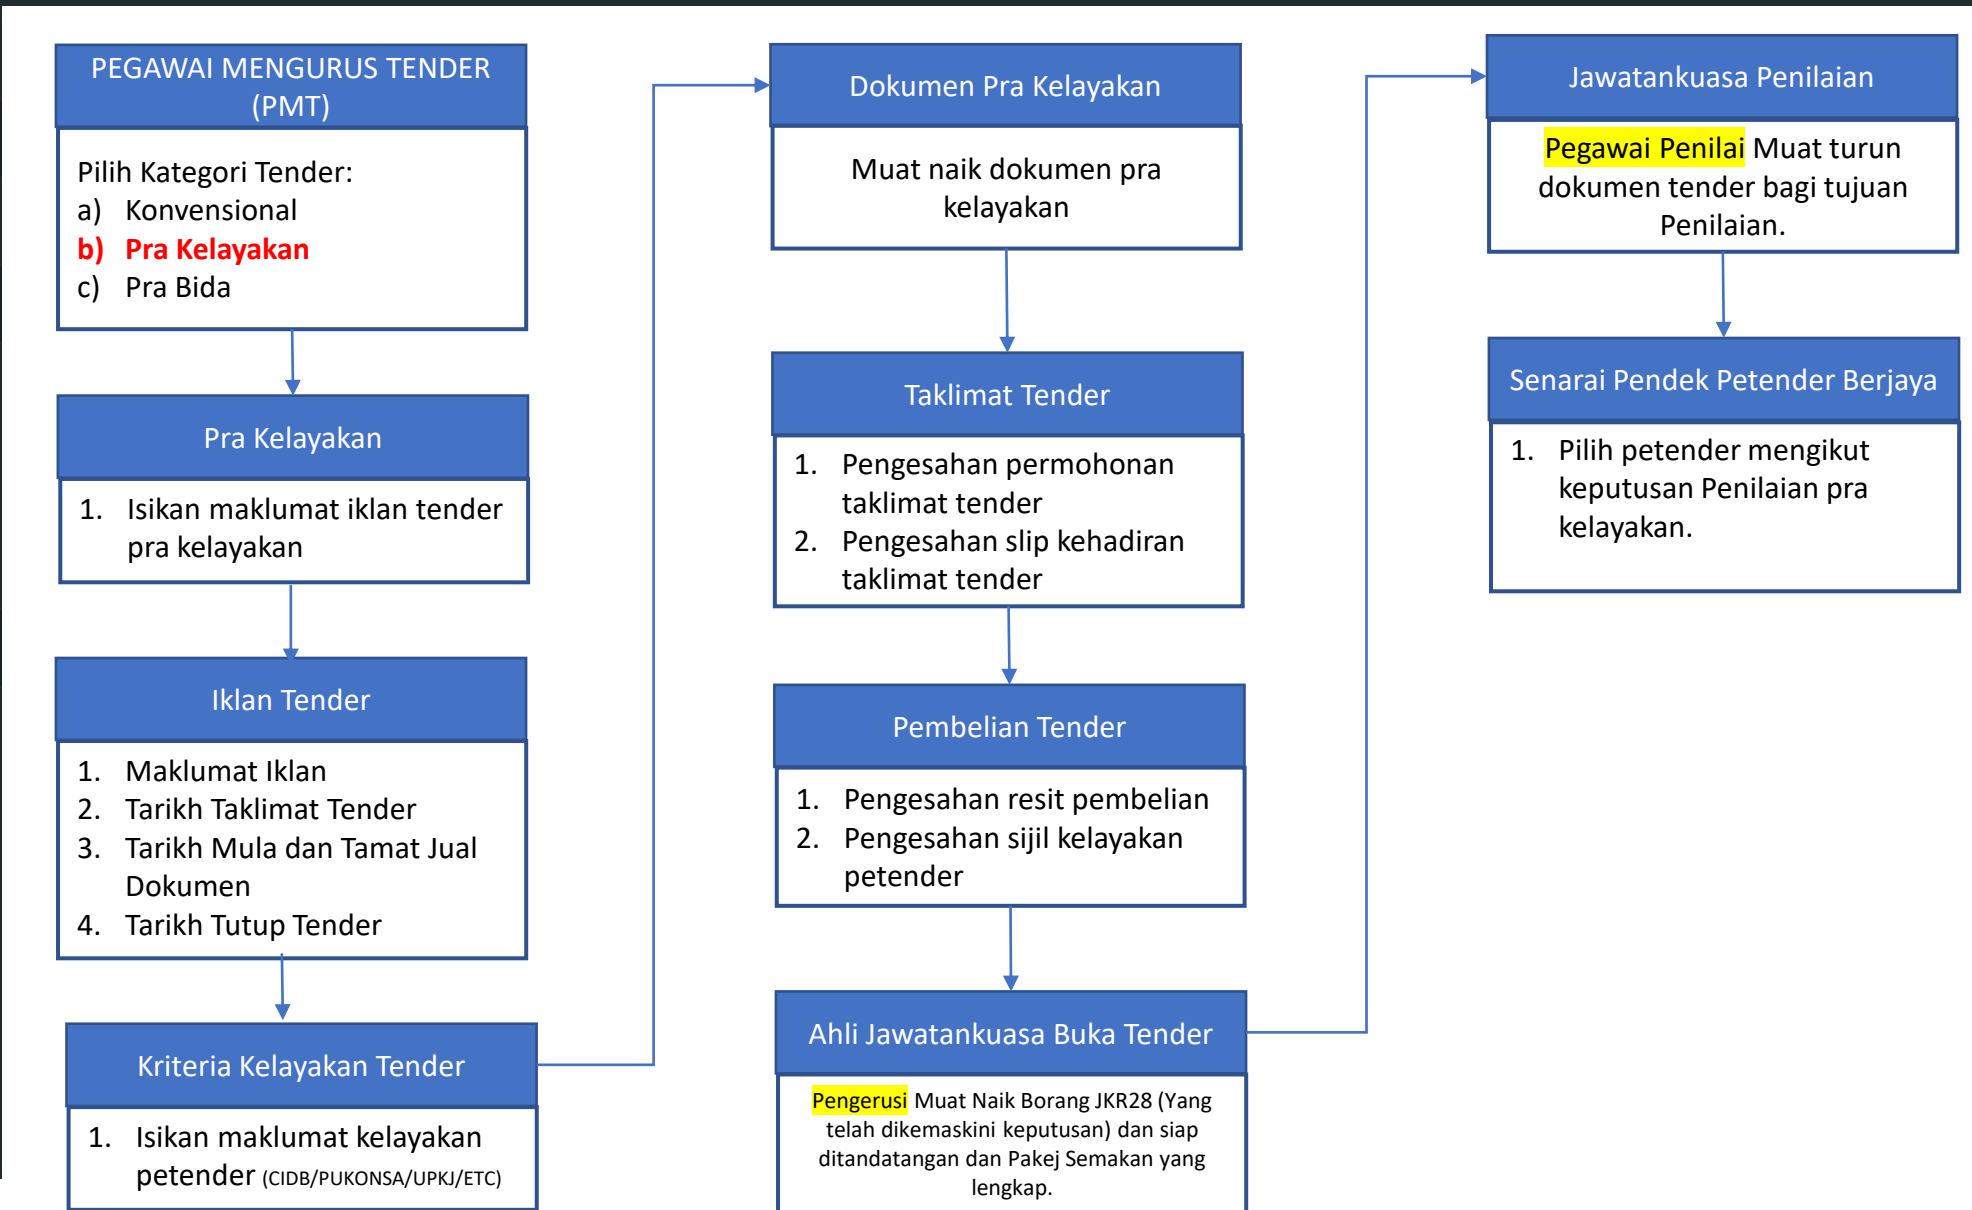 PEGAWAI MENGURUS TENDER
(PMT)
Pilih Kategori Tender:
a) Konvensional
b) Pra Kelayakan
c) Pra Bida
Pra Kelayakan
1. Isikan maklumat iklan tender
pra kelayakan
Iklan Tender
1. Maklumat Iklan
2. Tarikh Taklimat Tender
3. Tarikh Mula dan Tamat Jual
Dokumen
4. Tarikh Tutup Tender
Kriteria Kelayakan Tender
1. Isikan maklumat kelayakan
petender (CIDB/PUKONSA/UPKJ/ETC)
Dokumen Pra Kelayakan
Muat naik dokumen pra
kelayakan
Taklimat Tender
1. Pengesahan permohonan
taklimat tender
2. Pengesahan slip kehadiran
taklimat tender
Pembelian Tender
1. Pengesahan resit pembelian
2. Pengesahan sijil kelayakan
petender
Ahli Jawatankuasa Buka Tender
Pengerusi Muat Naik Borang JKR28 (Yang
telah dikemaskini keputusan) dan siap
ditandatangan dan Pakej Semakan yang
lengkap.
Jawatankuasa Penilaian
Pegawai Penilai Muat turun
dokumen tender bagi tujuan
Penilaian.
Senarai Pendek Petender Berjaya
1. Pilih petender mengikut
keputusan Penilaian pra
kelayakan.